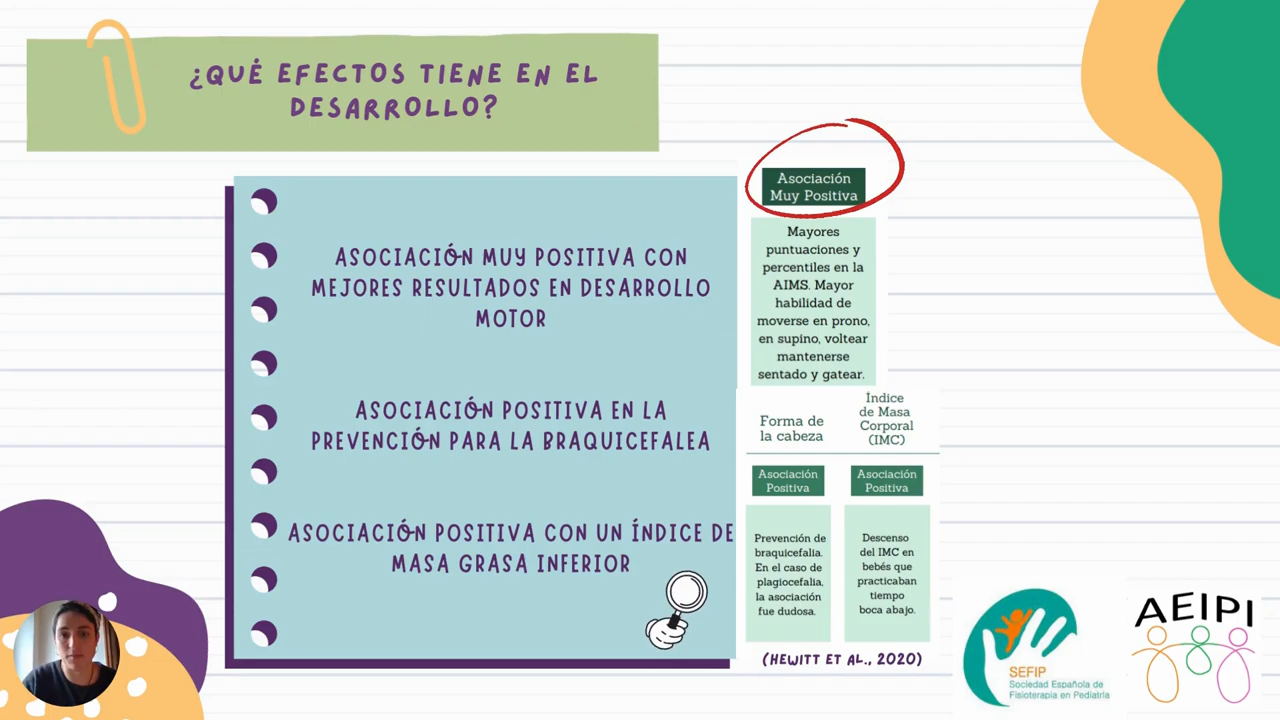 ¿QUÉ EFECTOS TIENE EN EL
DESARROLLO?
ASOCIACIÓN MUY POSITIVA CON
MEJORES RESULTADOS EN DESARROLLO
MOTOR
ASOCIACIÓN POSITIVA EN LA
PREVENCIÓN PARA LA BRAQUICEFALEA
ASOCIACIÓN POSITIVA CON UN ÍNDICE DE
MASA GRASA INFERIOR
Asociación
Muy Positiva
Mayores
puntuaciones y
percentiles en la
AIMS. Mayor
habilidad de
moverse en prono,
en supino, voltear
mantenerse
sentado y gatear.
Forma de
la cabeza
Asociación
Positiva
Prevención de
braquicefalia.
En el caso de
plagiocefalia,
la asociación
fue dudosa.
Índice
de Masa
Corporal
(IMC)
Asociación
Positiva
Descenso
del IMC en
bebés que
practicaban
tiempo
boca abajo.
(HEWITT ET AL., 2020)
SEFIP
Sociedad Española de
Fisioterapia en Pediatría
AEIPI